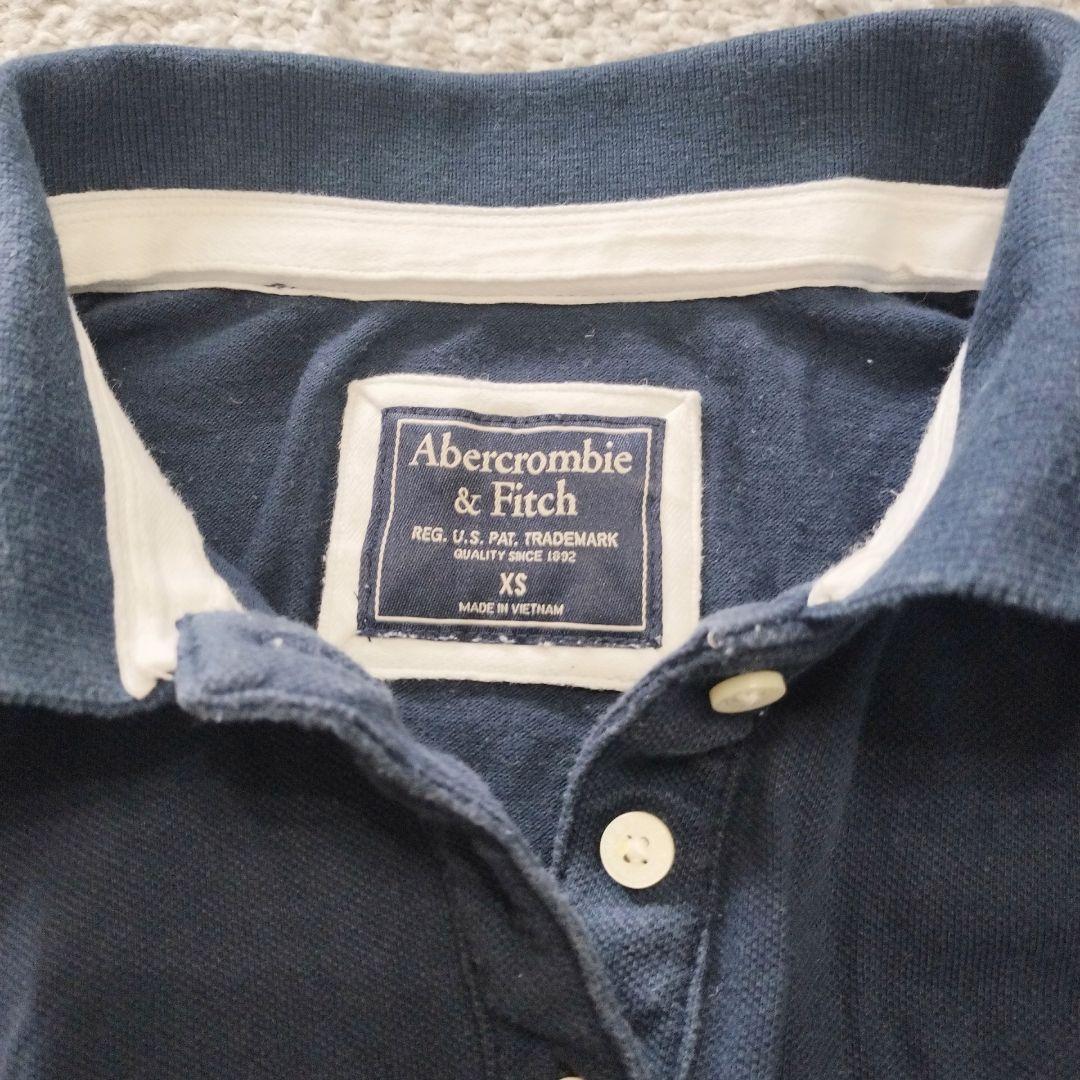 Abercrombie
& Fitch
REG. U.S. PAT. TRADEMARK
QUALITY SINCE 1892
XS
MADE IN VIETNAM